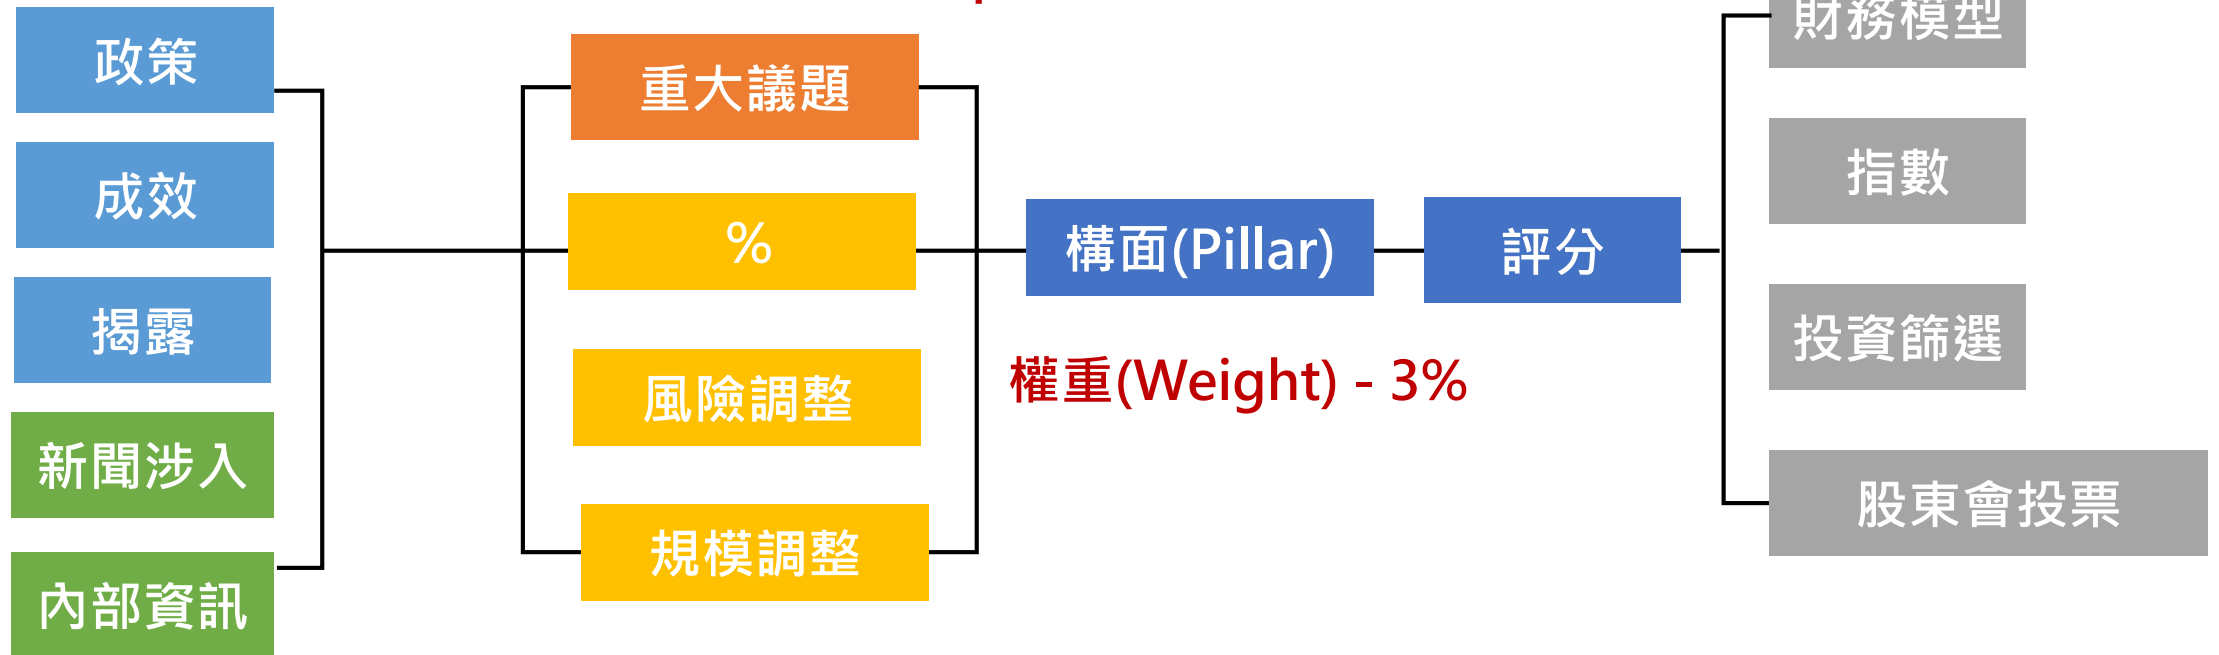 政策
成效
揭露
新聞涉入
內部資訊
重大議題
%
風險調整
規模調整
構面(Pillar)
權重(Weight) - 3%
評分
財務模型
指數
投資篩選
股東會投票